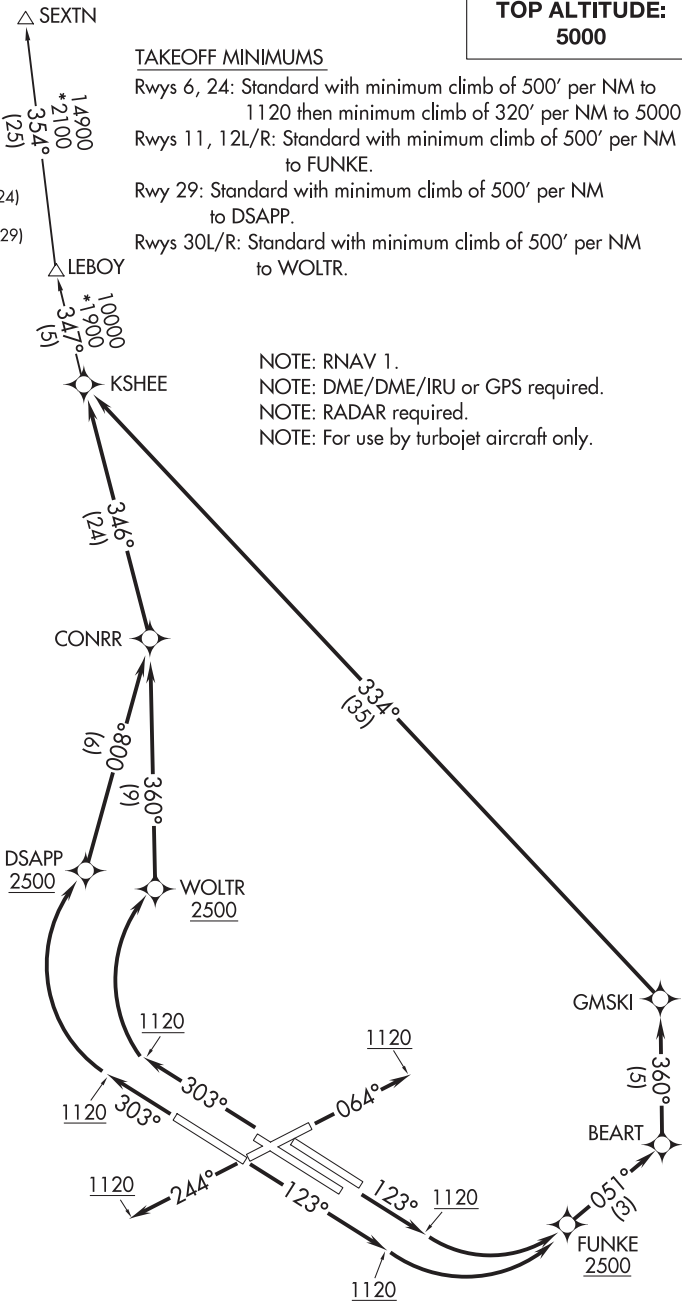 TOP ALTITUDE:
5000
SEXTN
TAKEOFF MINIMUMS
Rwys 6, 24: Standard with minimum climb of 500' per NM to
1120 then minimum climb of 320' per NM to 5000
Rwys 11, 12L/R: Standard with minimum climb of 500' per NM
to FUNKE.
Rwy 29: Standard with minimum climb of 500' per NM
to DSAPP.
Rwys 30L/R: Standard with minimum climb of 500' per NM
to WOLTR.
14900
*2100
354°
(25)
24)
29)
LEBOY
10000
*1900
347°
(5)
KSHEE
NOTE: RNAV 1.
NOTE: DME/DME/IRU or GPS required.
NOTE: RADAR required.
NOTE: For use by turbojet aircraft only.
346°
(24)
CONRR
334°
(35)
008°
(6)
360°
(9)
DSAPP
2500
WOLTR
2500
GMSKI
1120
1120
303°
303°
1120
064°
360°
(5)
BEART
1120
244°
123°
123°
1120
051°
(3)
FUNKE
2500
1120